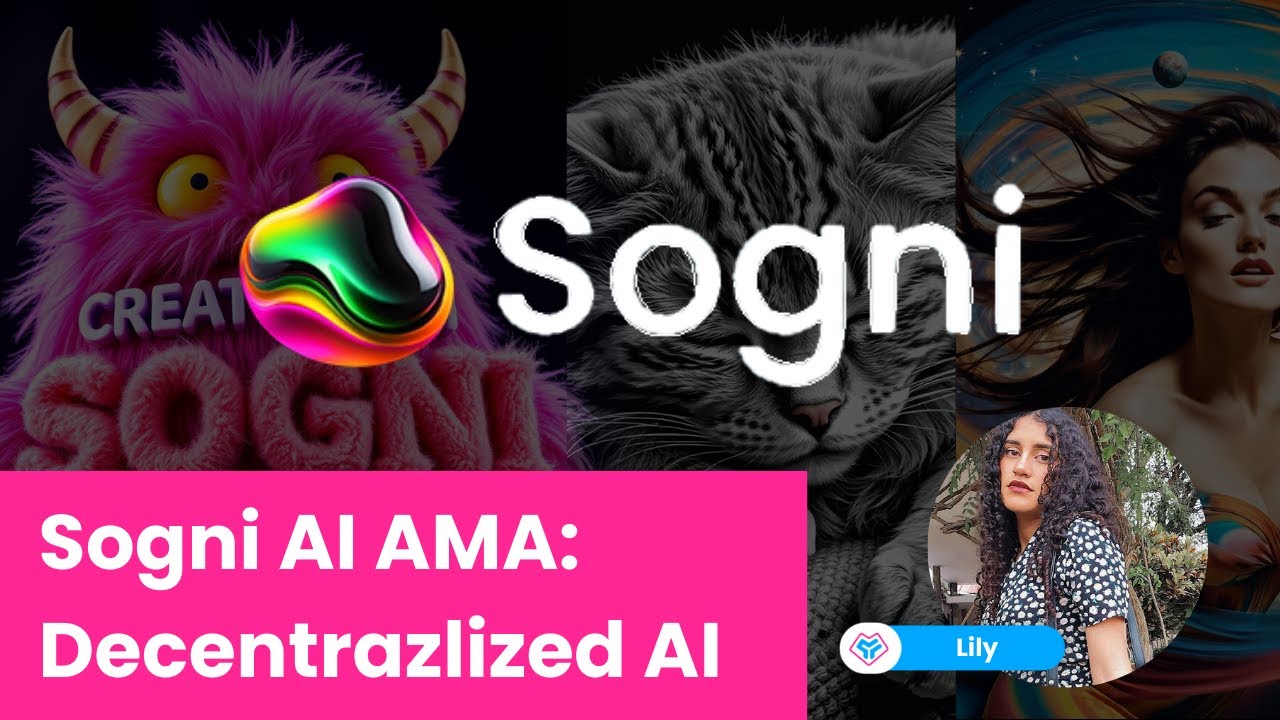 CREAT
SOGNI
Sogni
Sogni AI AMA:
Decentrazlized AI
Lily